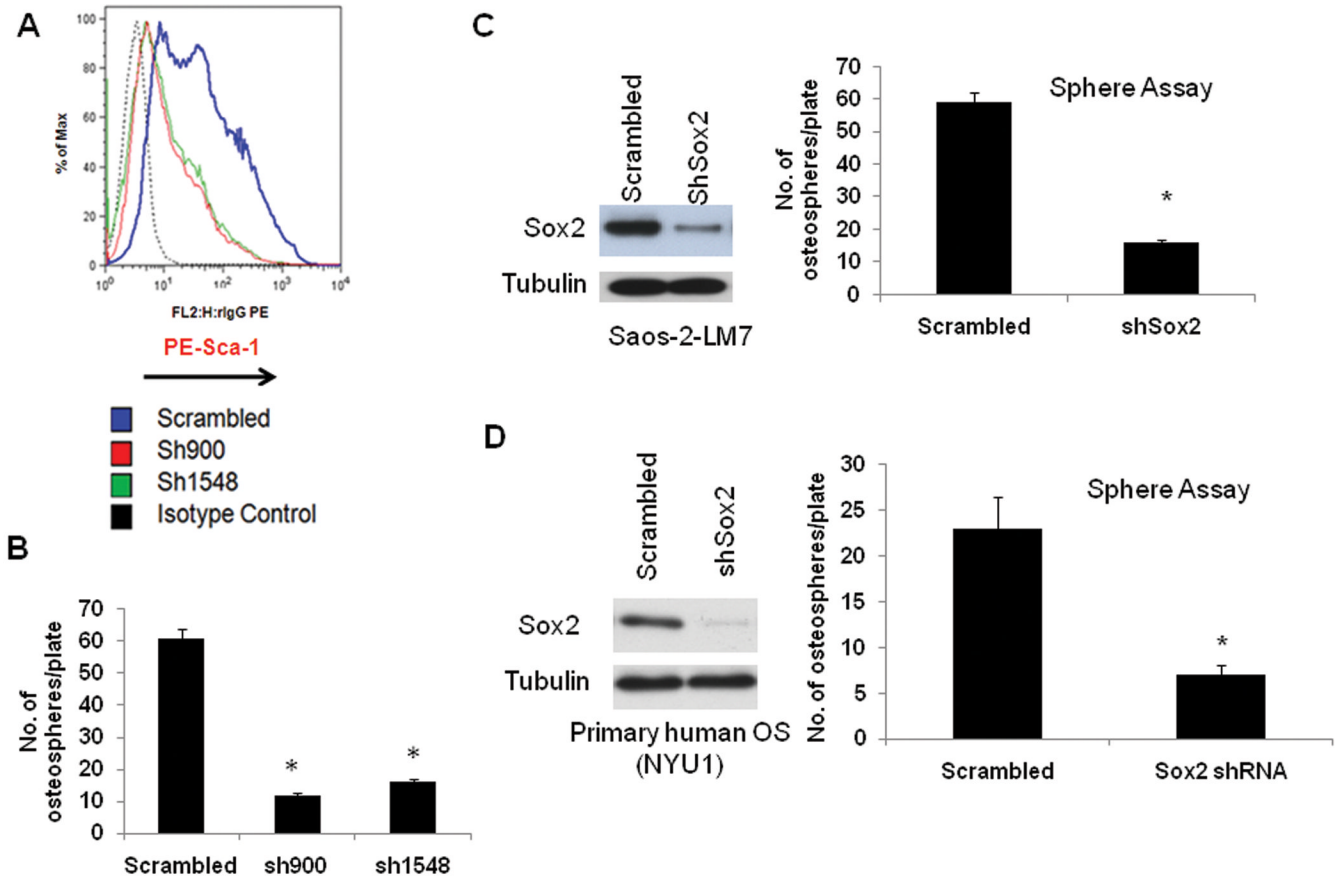 A
% of Max
100
80
60
40
20
0
10^0 10^1 10^2 10^3 10^4
FL2:H:rIgG PE
PE-Sca-1
Scrambled
Sh900
Sh1548
Isotype Control
B
No. of
osteospheres/plate
70
60
50
40
30
20
10
0
* *
Scrambled sh900 sh1548
C
Scrambled ShSox2
Sox2
Tubulin
Saos-2-LM7
Sphere Assay
No. of
osteospheres/plate
70
60
50
40
30
20
10
0
*
Scrambled shSox2
D
Scrambled shSox2
Sox2
Tubulin
Primary human OS
(NYU1)
Sphere Assay
No. of osteospheres/plate
30
25
20
15
10
5
0
*
Scrambled Sox2 shRNA